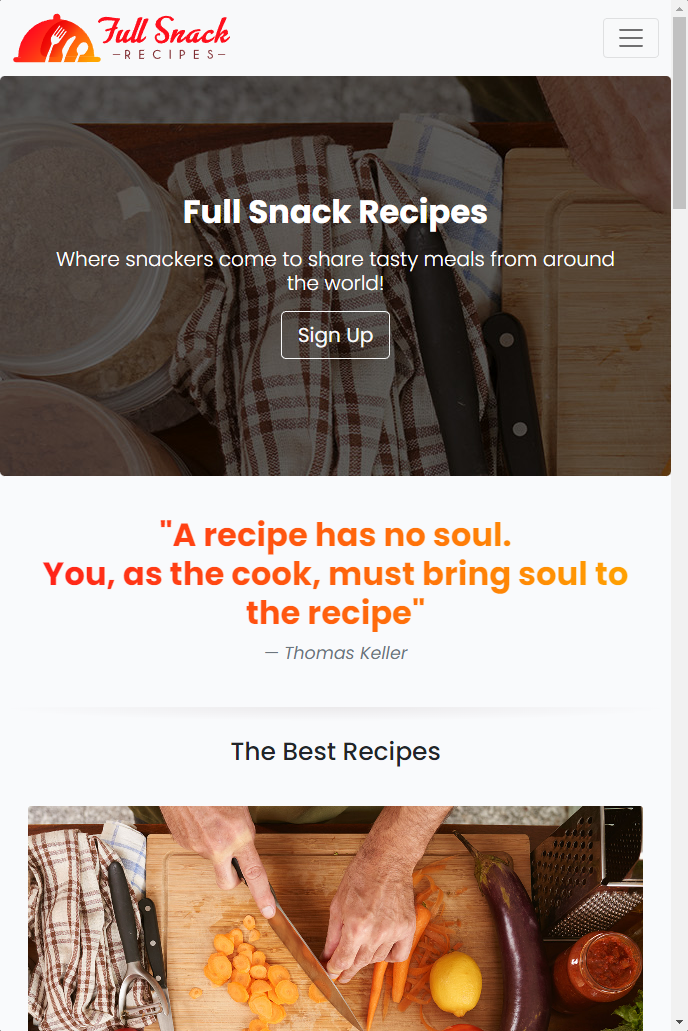 Full Snack
-RECIPES-
Full Snack Recipes
Where snackers come to share tasty meals from around
the world!
Sign Up
"A recipe has no soul.
You, as the cook, must bring soul to
the recipe"
— Thomas Keller
The Best Recipes